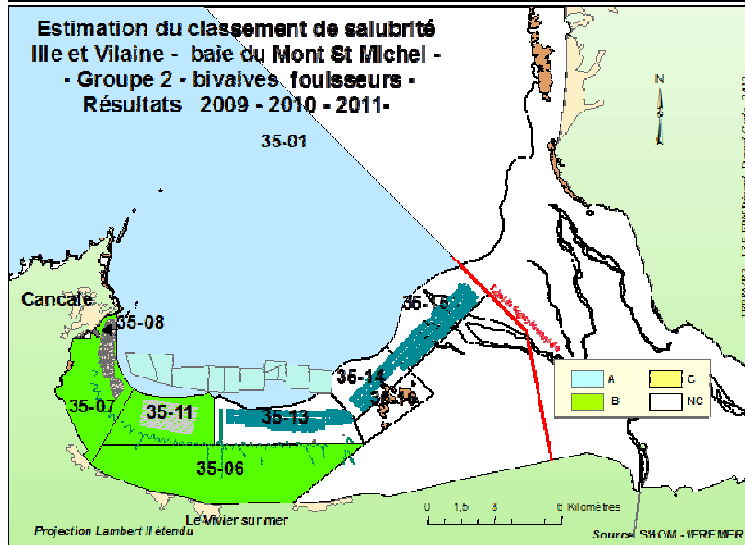 Estimation du classement de salubrité
Ille et Vilaine - baie du Mont St Michel -
- Groupe 2 - bivalves fouisseurs -
Résultats 2009 - 2010 - 2011-
35-01
N
Cancale
35-08
35-15
35-14
35-07
35-11
35-13
35-06
A
C
B
NC
Le Vivier sur mer
0 1,5 3 6 Kilomètres
Projection Lambert II étendu
Source SHOM - IFREMER